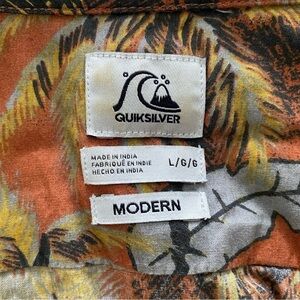 QUIKSILVER
MADE IN INDIA
FABRIQUÉ EN INDE
HECHO EN INDIA
L/G/G
MODERN